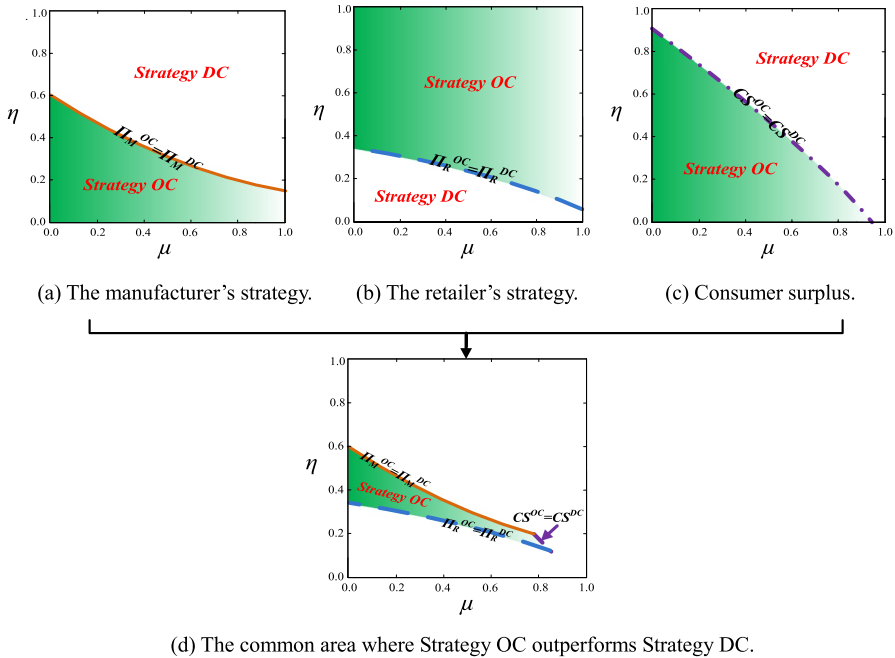 1.0
0.8
0.6
0.4
0.2
0.0
η
Strategy DC
Π_M^OC=Π_M^DC
Strategy OC
0.0 0.2 0.4 0.6 0.8 1.0
μ
(a) The manufacturer's strategy.
1.0
0.8
0.6
0.4
0.2
0.0
η
Strategy OC
Π_R^OC=Π_R^DC
Strategy DC
0.0 0.2 0.4 0.6 0.8 1.0
μ
(b) The retailer's strategy.
1.0
0.8
0.6
0.4
0.2
0.0
η
Strategy DC
CS^OC=CS^DC
Strategy OC
0.0 0.2 0.4 0.6 0.8 1.0
μ
(c) Consumer surplus.
1.0
0.8
0.6
0.4
0.2
0.0
η
Π_M^OC=Π_M^DC
Strategy OC
CS^OC=CS^DC
Π_R^OC=Π_R^DC
0.0 0.2 0.4 0.6 0.8 1.0
μ
(d) The common area where Strategy OC outperforms Strategy DC.